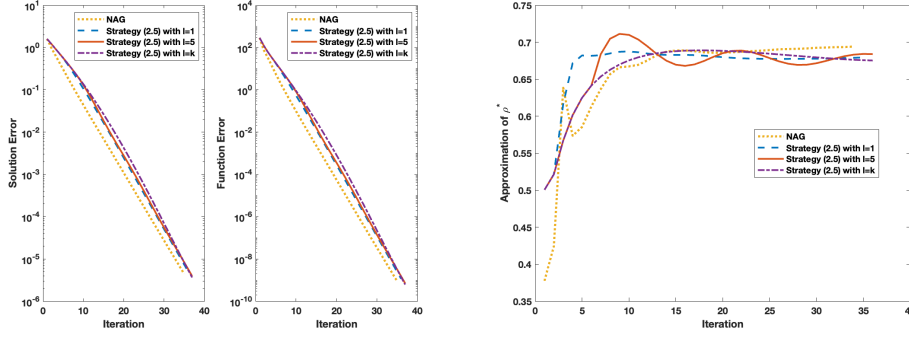 Solution Error
10^2
10^1
10^0
10^-1
10^-2
10^-3
10^-4
10^-5
10^-6
0
10
20
30
40
Iteration
NAG
Strategy (2.5) with l=1
Strategy (2.5) with l=5
Strategy (2.5) with l=k
Function Error
10^4
10^2
10^0
10^-2
10^-4
10^-6
10^-8
10^-10
0
10
20
30
40
Iteration
NAG
Strategy (2.5) with l=1
Strategy (2.5) with l=5
Strategy (2.5) with l=k
Approximation of ρ*
0.75
0.7
0.65
0.6
0.55
0.5
0.45
0.4
0.35
0
5
10
15
20
25
30
35
40
Iteration
NAG
Strategy (2.5) with l=1
Strategy (2.5) with l=5
Strategy (2.5) with l=k